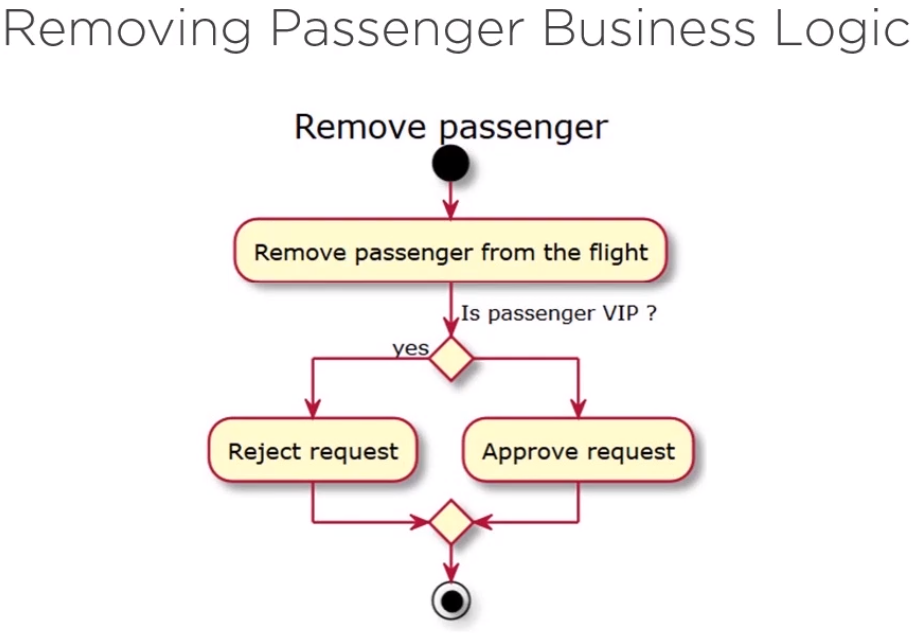 Removing Passenger Business Logic
Remove passenger
Remove passenger from the flight
Is passenger VIP ?
yes
Reject request
Approve request